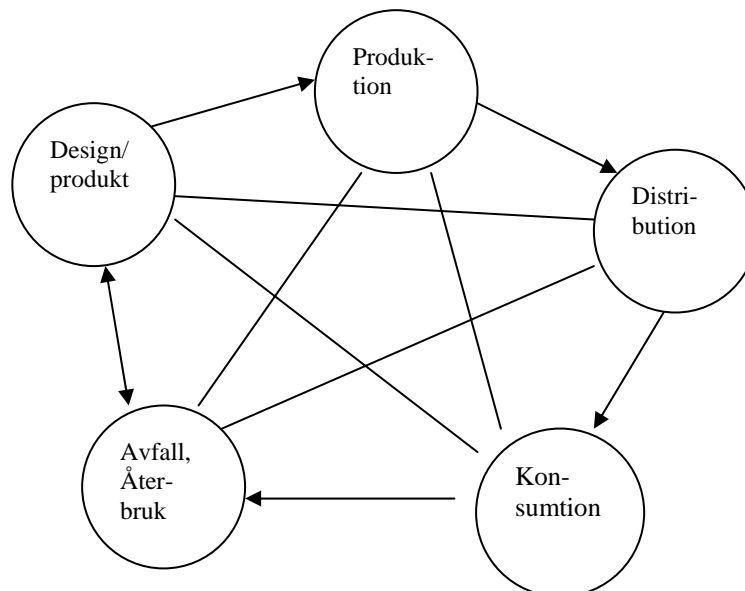 Produk-
tion
Design/
produkt
Distri-
bution
Avfall,
Åter-
bruk
Kon-
sumtion